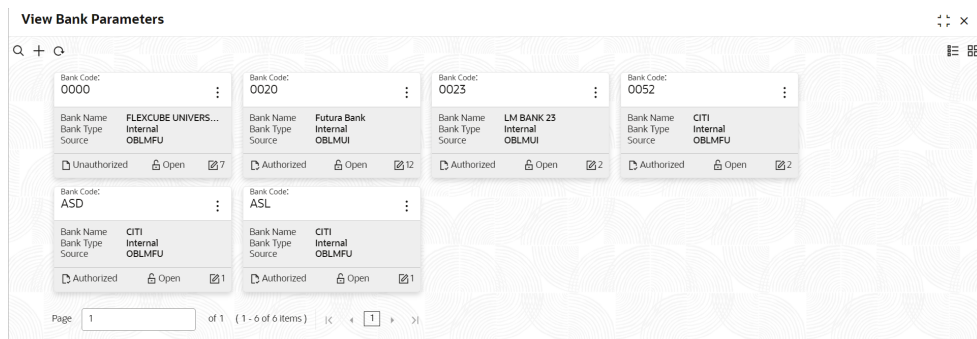 View Bank Parameters
Bank Code:
0000
Bank Name FLEXCUBE UNIVERS...
Bank Type Internal
Source OBLMFU
Unauthorized Open 7
Bank Code:
0020
Bank Name Futura Bank
Bank Type Internal
Source OBLMUI
Authorized Open 12
Bank Code:
0023
Bank Name LM BANK 23
Bank Type Internal
Source OBLMUI
Authorized Open 2
Bank Code:
0052
Bank Name CITI
Bank Type Internal
Source OBLMFU
Authorized Open 2
Bank Code:
ASD
Bank Name CITI
Bank Type Internal
Source OBLMFU
Authorized Open 1
Bank Code:
ASL
Bank Name CITI
Bank Type Internal
Source OBLMFU
Authorized Open 1
Page 1 of 1 ( 1 - 6 of 6 items ) 1